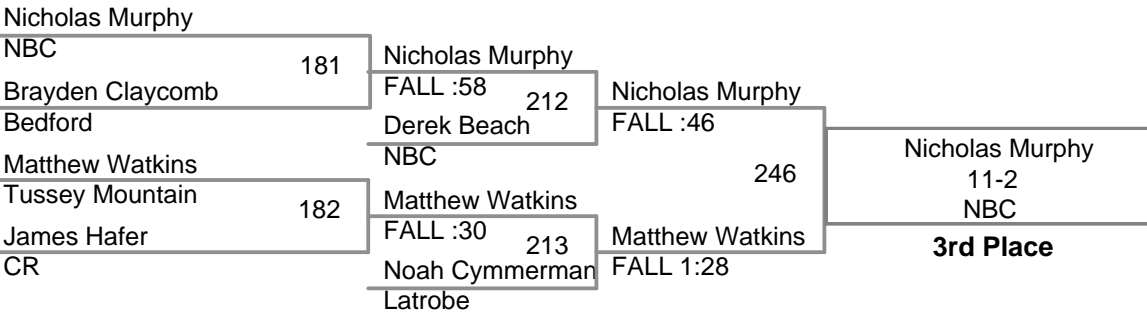 Nicholas Murphy
NBC
181
Brayden Claycomb
Bedford
Matthew Watkins
Tussey Mountain
182
James Hafer
CR
Nicholas Murphy
FALL :58
212
Derek Beach
NBC
Matthew Watkins
FALL :30
213
Noah Cymmerman
Latrobe
Nicholas Murphy
FALL :46
246
Matthew Watkins
FALL 1:28
Nicholas Murphy
11-2
NBC
3rd Place